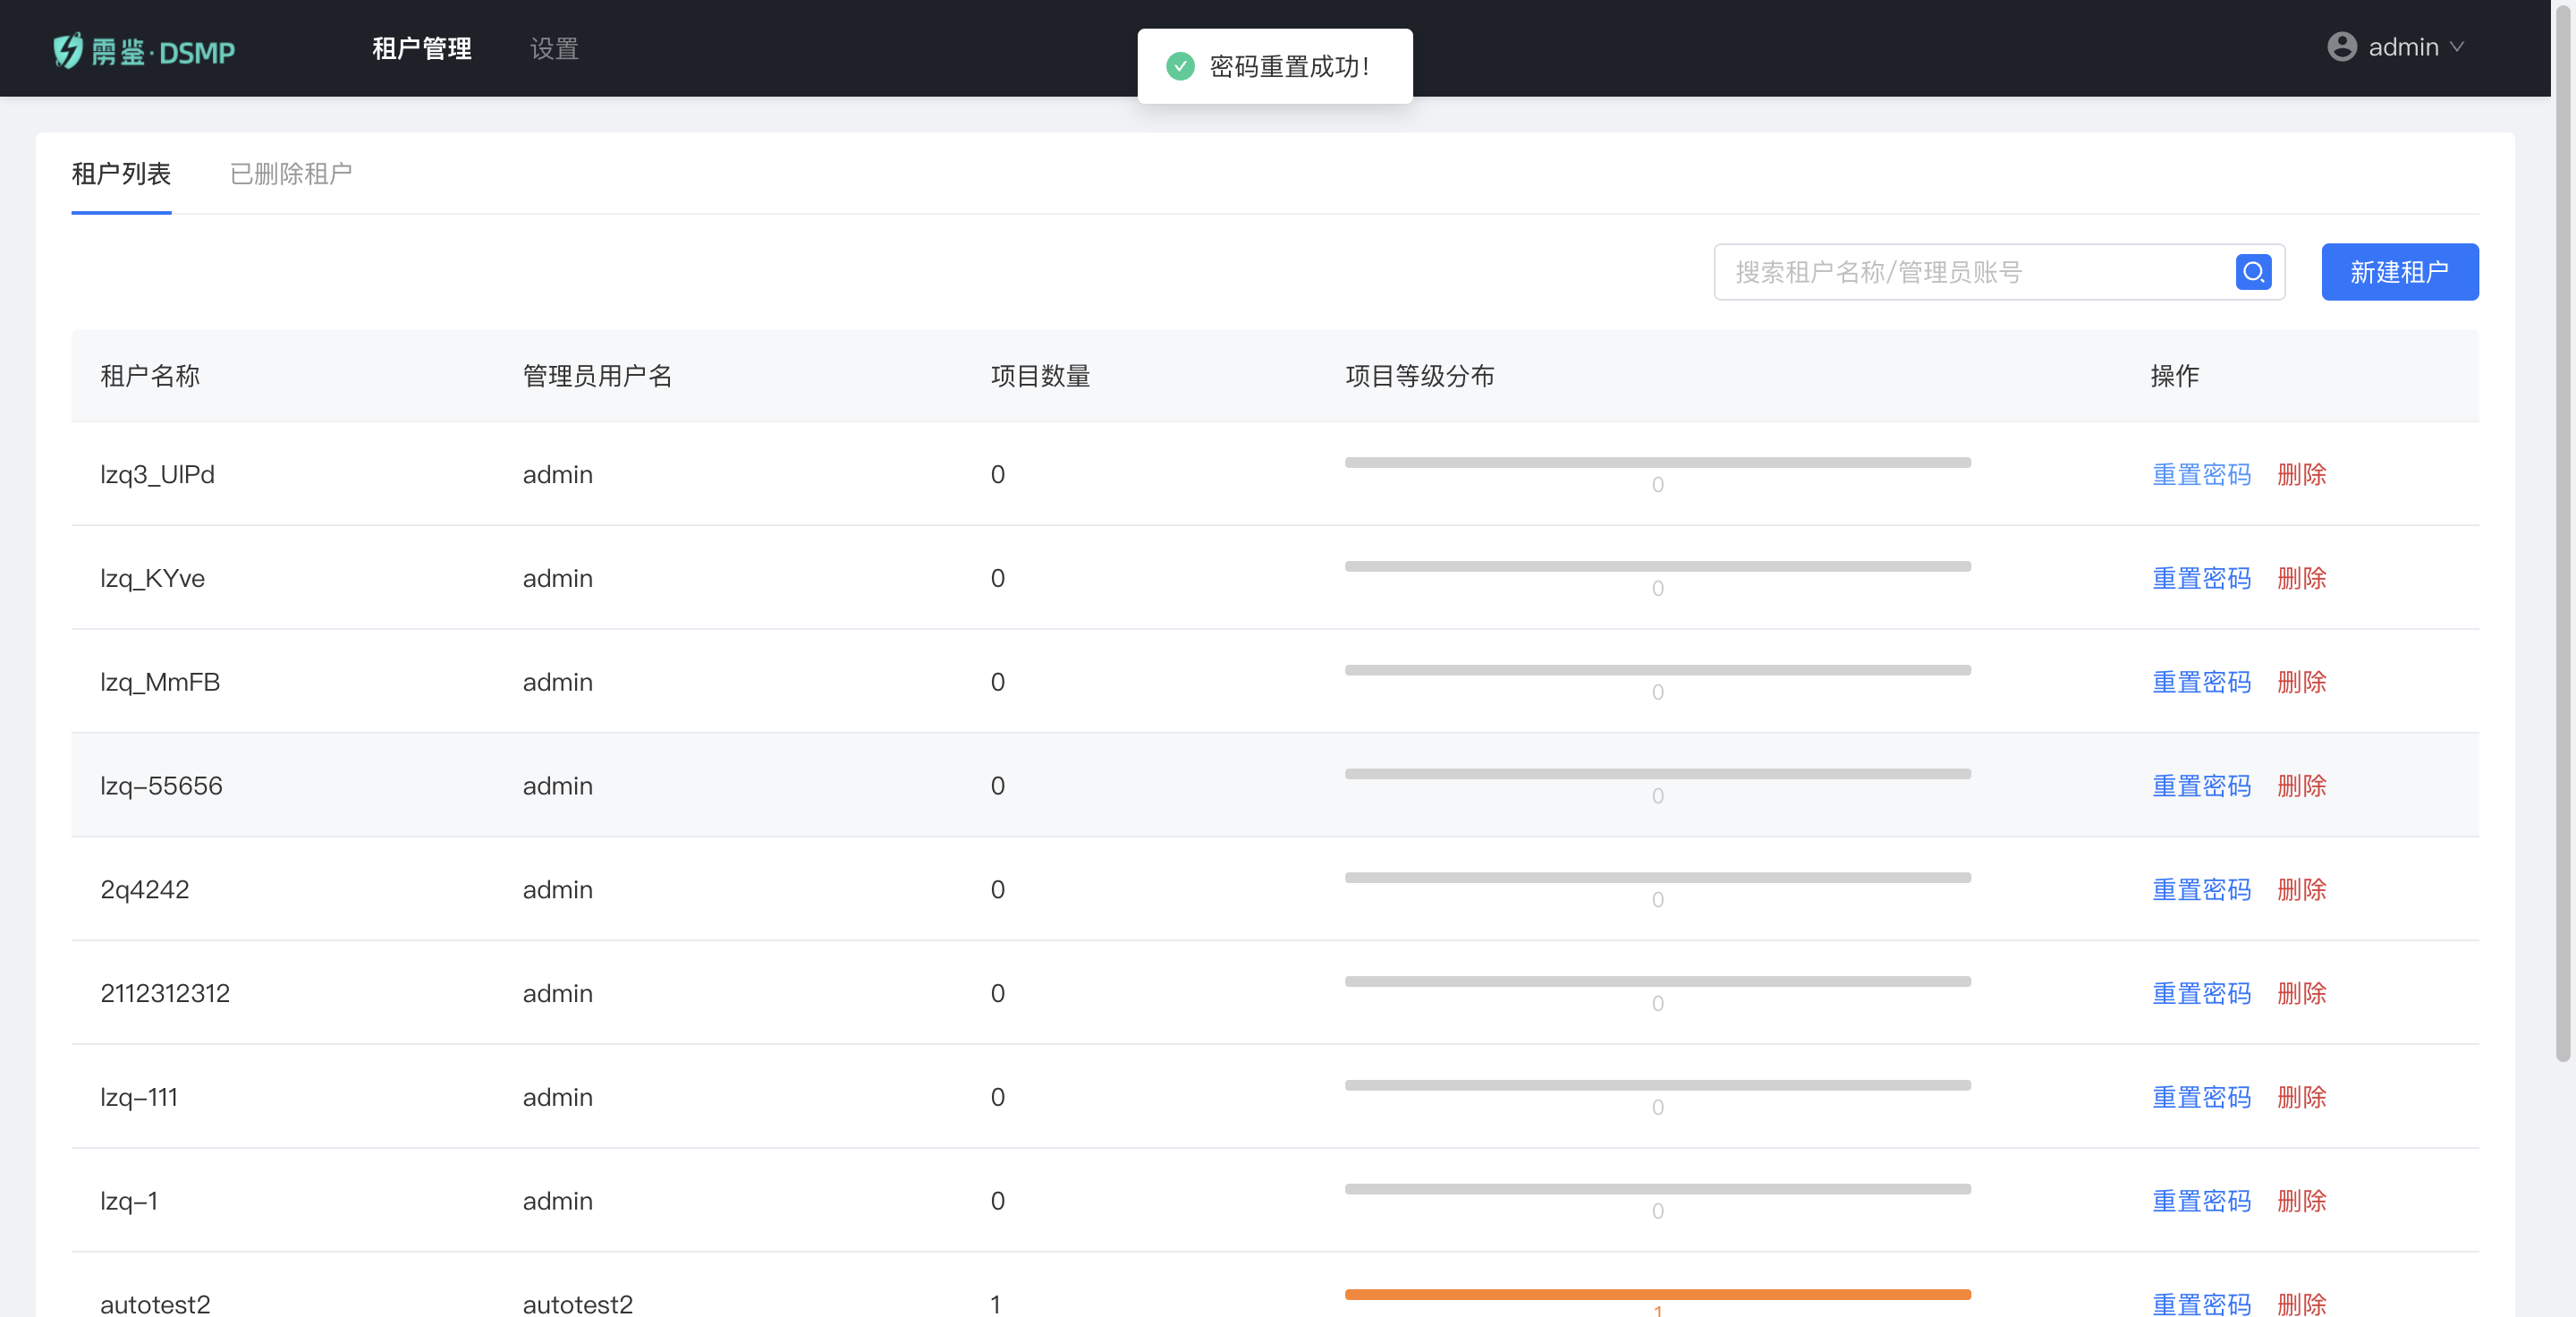 雳鉴·DSMP
租户管理 设置
密码重置成功!
admin
租户列表 已删除租户
搜索租户名称/管理员账号
新建租户
租户名称 管理员用户名 项目数量 项目等级分布 操作
lzq3_UlPd admin 0 0 重置密码 删除
lzq_KYve admin 0 0 重置密码 删除
lzq_MmFB admin 0 0 重置密码 删除
lzq-55656 admin 0 0 重置密码 删除
2q4242 admin 0 0 重置密码 删除
2112312312 admin 0 0 重置密码 删除
lzq-111 admin 0 0 重置密码 删除
lzq-1 admin 0 0 重置密码 删除
autotest2 autotest2 1 1 重置密码 删除